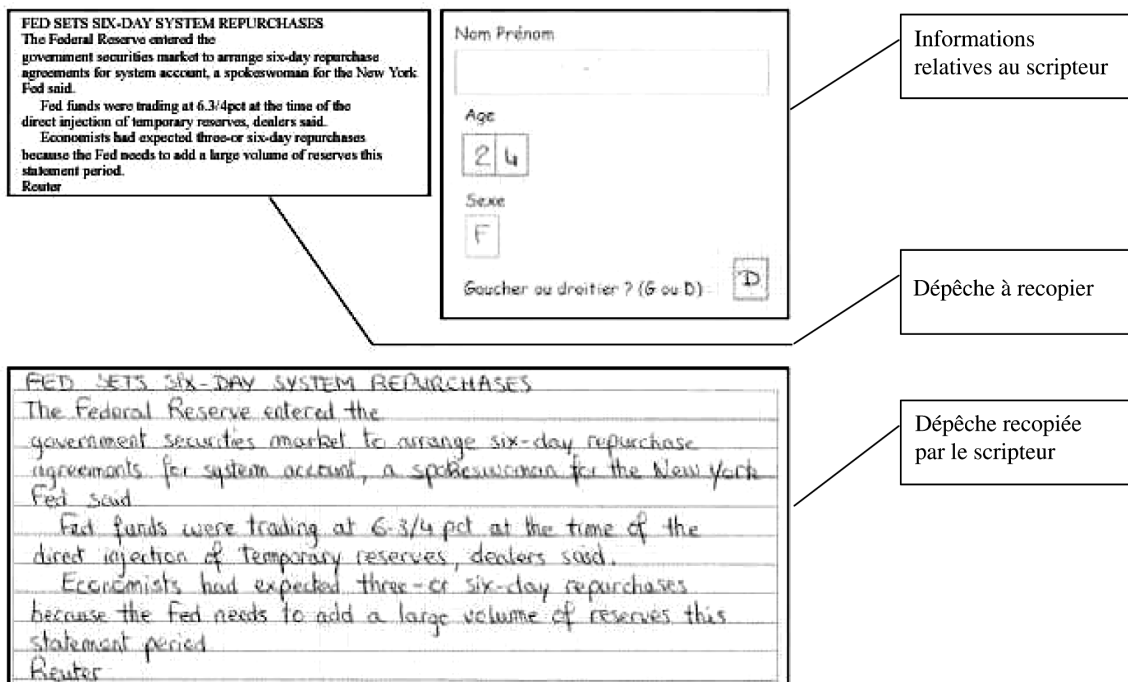 FED SETS SIX-DAY SYSTEM REPURCHASES
The Federal Reserve entered the
government securities market to arrange six-day repurchase
agreements for system account, a spokeswoman for the New York
Fed said.
Fed funds were trading at 6.3/4pct at the time of the
direct injection of temporary reserves, dealers said.
Economists had expected three-or six-day repurchases
because the Fed needs to add a large volume of reserves this
statement period.
Reuter
Nom Prénom
Age
24
Sexe
F
Gaucher ou droitier ? (G ou D) D
Informations
relatives au scripteur
Dépêche à recopier
FED SETS SIX-DAY SYSTEM REPURCHASES
The Federal Reserve entered the
government securities market to arrange six-day repurchase
agreements for system account, a spokeswoman for the New York
Fed said
Fed funds were trading at 6-3/4 pct at the time of the
direct injection of temporary reserves, dealers said.
Economists had expected three-or six-day repurchases
because the Fed needs to add a large volume of reserves this
statement period
Reuter
Dépêche recopiée
par le scripteur